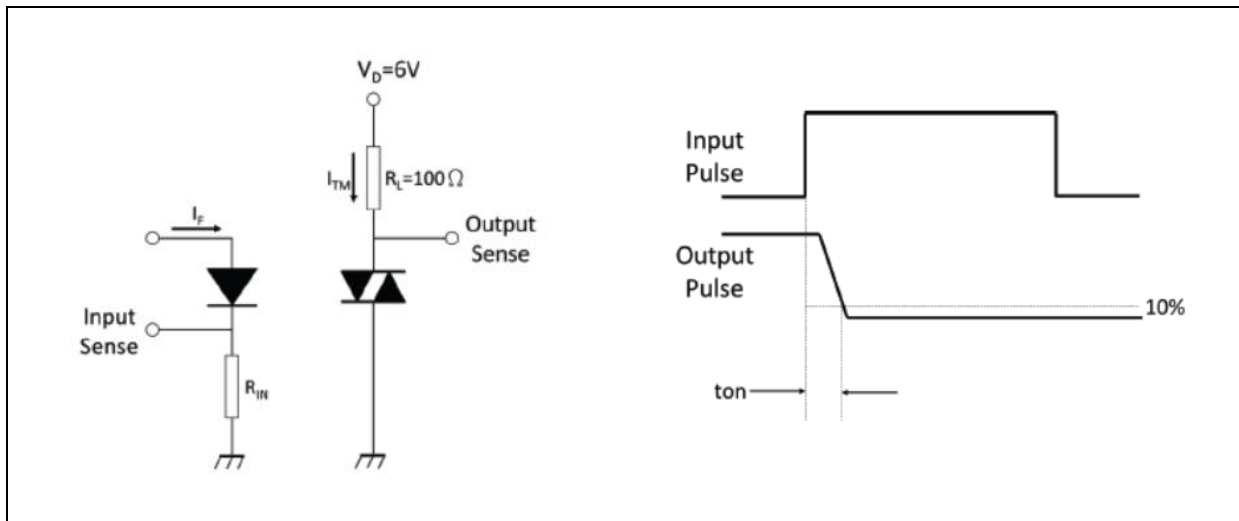 V_D=6V
I_TM
R_L=100Ω
I_F
Output
Sense
Input
Sense
R_IN
Input
Pulse
Output
Pulse
10%
ton